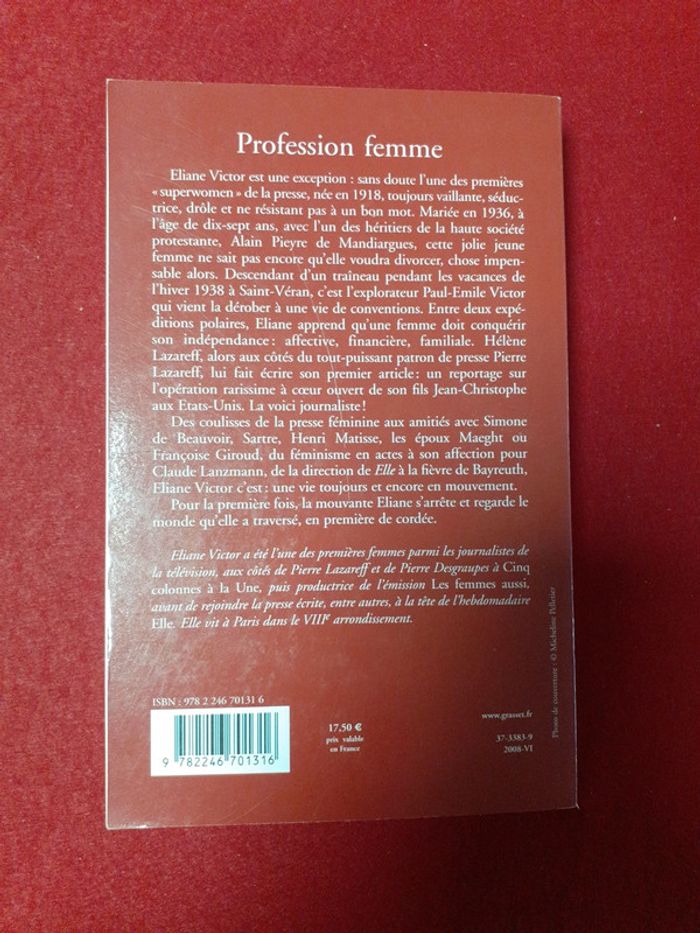 Profession femme
Eliane Victor est une exception : sans doute l'une des premières
« superwomen » de la presse, née en 1918, toujours vaillante, séduc-
trice, drôle et ne résistant pas à un bon mot. Mariée en 1936, à
l'âge de dix-sept ans, avec l'un des héritiers de la haute société
protestante, Alain Pieyre de Mandiargues, cette jolie jeune
femme ne sait pas encore qu'elle voudra divorcer, chose impen-
sable alors. Descendant d'un traîneau pendant les vacances de
l'hiver 1938 à Saint-Véran, c'est l'explorateur Paul-Emile Victor
qui vient la dérober à une vie de conventions. Entre deux expé-
ditions polaires, Eliane apprend qu'une femme doit conquérir
son indépendance : affective, financière, familiale. Hélène
Lazareff, alors aux côtés du tout-puissant patron de presse Pierre
Lazareff, lui fait écrire son premier article : un reportage sur
l'opération rarissime à cœur ouvert de son fils Jean-Christophe
aux Etats-Unis. La voici journaliste !
Des coulisses de la presse féminine aux amitiés avec Simone
de Beauvoir, Sartre, Henri Matisse, les époux Maeght ou
Françoise Giroud, du féminisme en actes à son affection pour
Claude Lanzmann, de la direction de Elle à la fièvre de Bayreuth,
Eliane Victor c'est : une vie toujours et encore en mouvement.
Pour la première fois, la mouvante Eliane s'arrête et regarde le
monde qu'elle a traversé, en première de cordée.
Eliane Victor a été l'une des premières femmes parmi les journalistes de
la télévision, aux côtés de Pierre Lazareff et de Pierre Desgraupes à Cinq
colonnes à la Une, puis productrice de l'émission Les femmes aussi,
avant de rejoindre la presse écrite, entre autres, à la tête de l'hebdomadaire
Elle. Elle vit à Paris dans le VIIIe arrondissement.
Photo de couverture : © Micheline Pelletier
ISBN : 978 2 246 70131 6
9 782246 701316
17.50 €
prix valable
en France
www.grasset.fr
37-3383-9
2008-VI